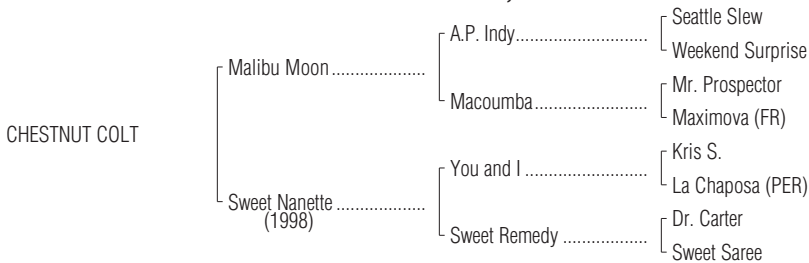 Seattle Slew
A.P. Indy
Weekend Surprise
Malibu Moon
Mr. Prospector
Macoumba
Maximova (FR)
CHESTNUT COLT
Kris S.
You and I
La Chaposa (PER)
Sweet Nanette
(1998)
Dr. Carter
Sweet Remedy
Sweet Saree